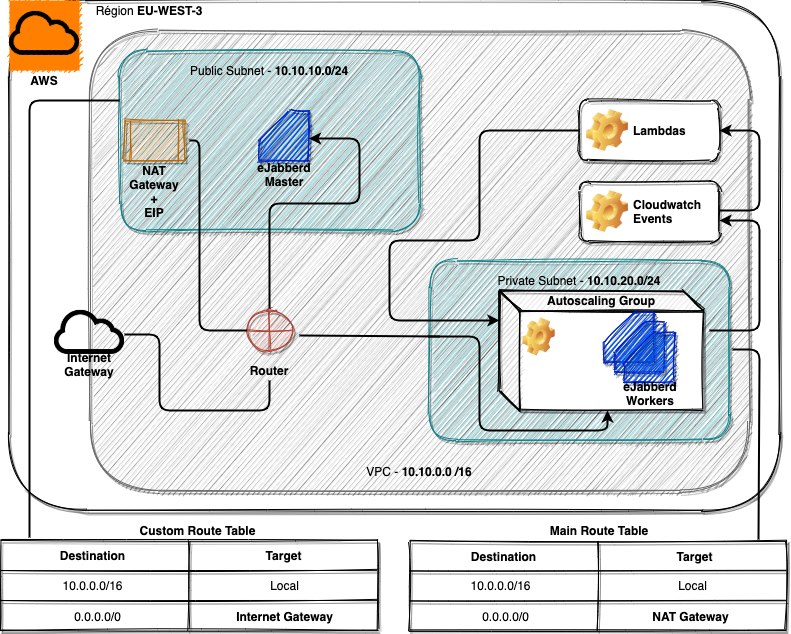 Région EU-WEST-3
AWS
Public Subnet - 10.10.10.0/24
NAT
Gateway
+
EIP
eJabberd
Master
Lambdas
Cloudwatch
Events
Private Subnet - 10.10.20.0/24
Autoscaling Group
eJabberd
Workers
Internet
Gateway
Router
VPC - 10.10.0.0 /16
Custom Route Table
Destination Target
10.0.0.0/16 Local
0.0.0.0/0 Internet Gateway
Main Route Table
Destination Target
10.0.0.0/16 Local
0.0.0.0/0 NAT Gateway